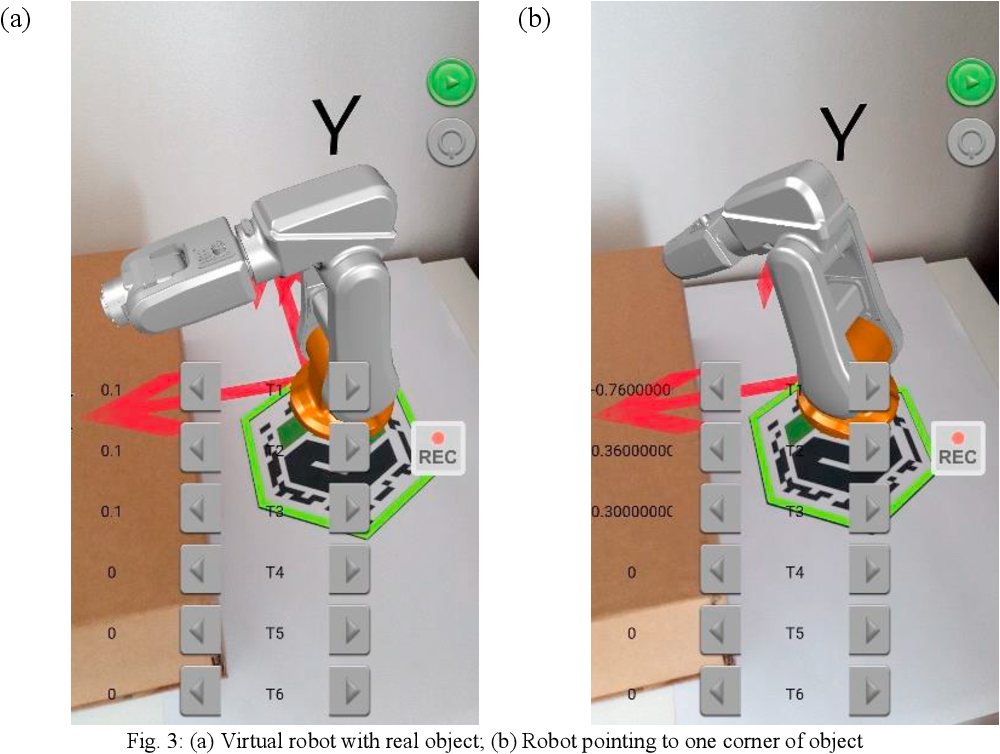 (a)
(b)
Y
Y
0.1
T1
-0.7600000
T1
0.1
T2
0.3600000
T2
REC
REC
0.1
T3
0.3000000
T3
0
T4
0
T4
0
T5
0
T5
0
T6
0
T6
Fig. 3: (a) Virtual robot with real object; (b) Robot pointing to one corner of object